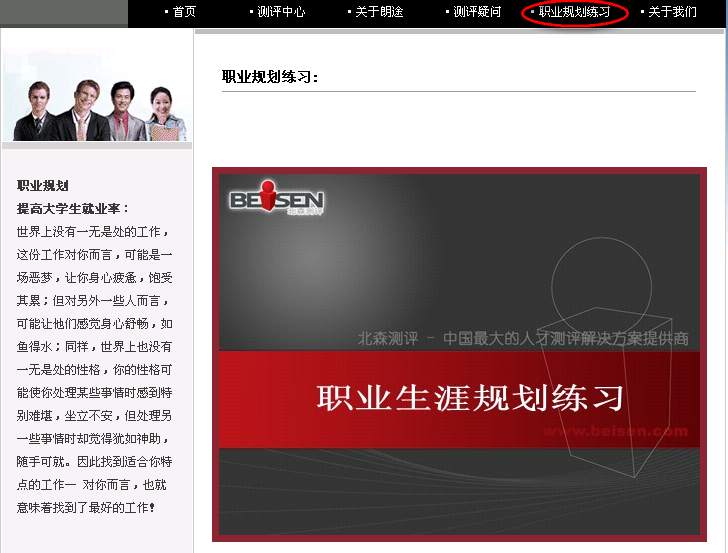 ▪ 首页 ▪ 测评中心 ▪ 关于朗途 ▪ 测评疑问 ▪ 职业规划练习 ▪ 关于我们
职业规划
提高大学生就业率：
世界上没有一无是处的工作，
这份工作对你而言，可能是一
场恶梦，让你身心疲惫，饱受
其累；但对另外一些人而言，
可能让他们感觉身心舒畅，如
鱼得水；同样，世界上也没有
一无是处的性格，你的性格可
能使你处理某些事情时感到特
别难堪，坐立不安，但处理另
一些事情时却觉得犹如神助，
随手可就。因此找到适合你特
点的工作— 对你而言，也就
意味着找到了最好的工作！
职业规划练习：
BEISEN
北森测评
北森测评 - 中国最大的人才测评解决方案提供商
职业生涯规划练习
www.beisen.com